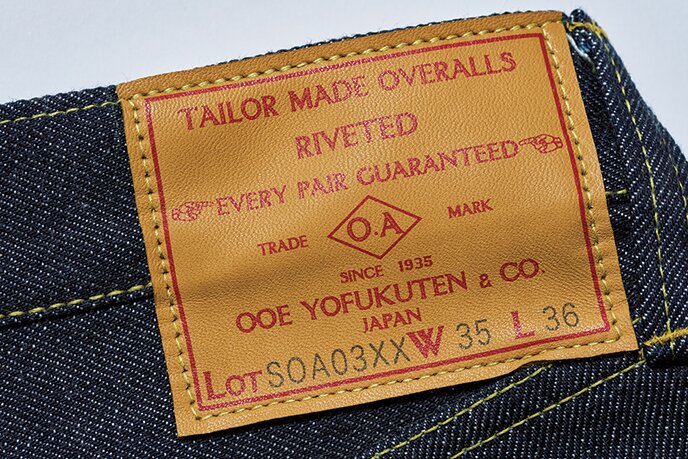 TAILOR MADE OVERALLS
RIVETED
EVERY PAIR GUARANTEED
O.A
TRADE MARK
SINCE 1935
OOE YOFUKUTEN & CO.
JAPAN
LOT SOA03XX W 35 L 36